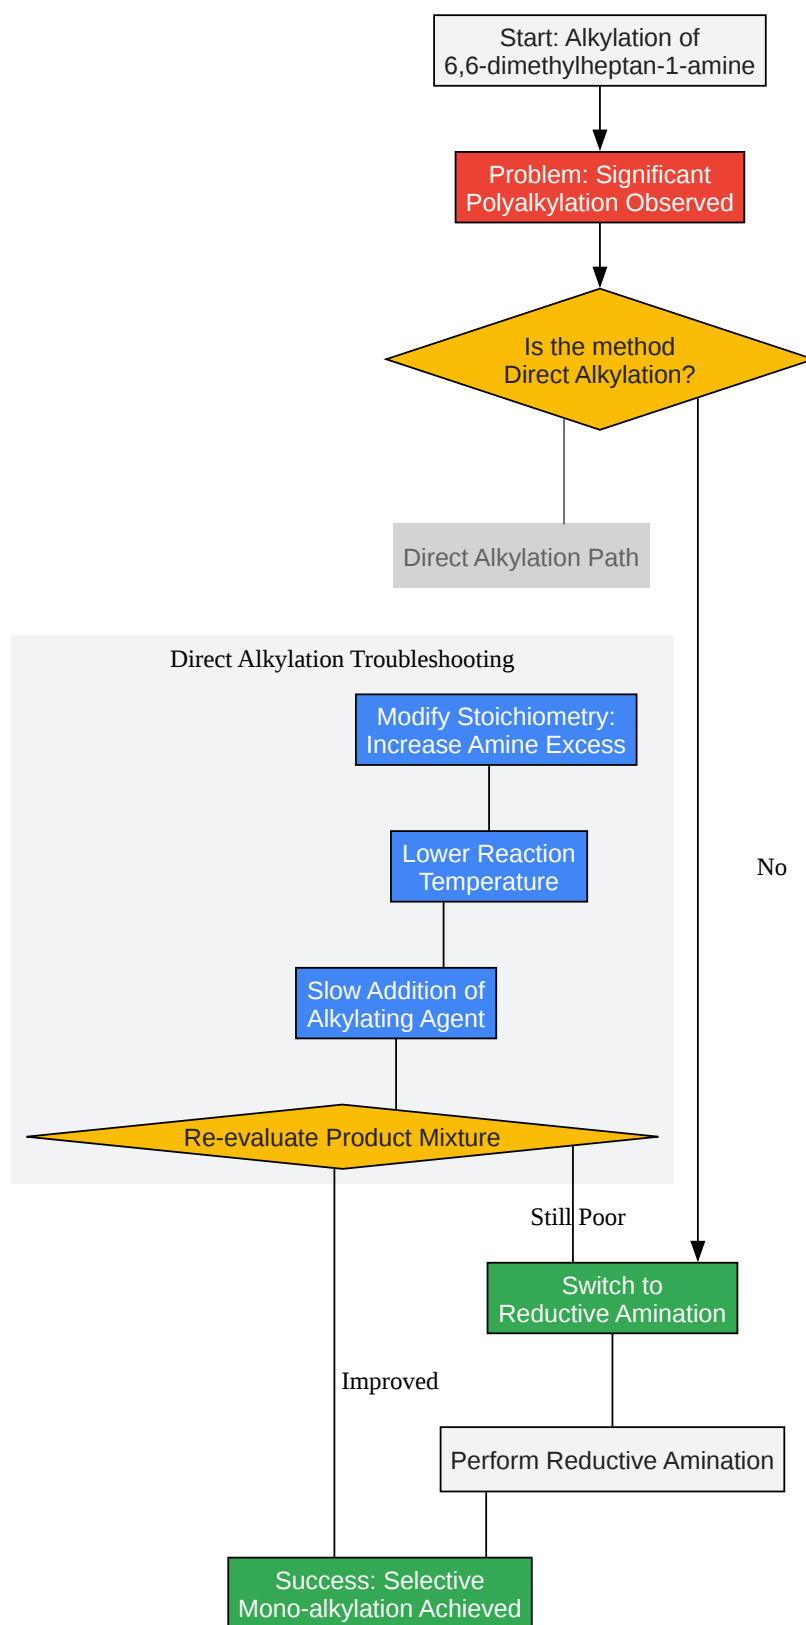 Start: Alkylation of
6,6-dimethylheptan-1-amine
Problem: Significant
Polyalkylation Observed
Is the method
Direct Alkylation?
Direct Alkylation Path
Direct Alkylation Troubleshooting
Modify Stoichiometry:
Increase Amine Excess
Lower Reaction
Temperature
No
Slow Addition of
Alkylating Agent
Re-evaluate Product Mixture
Still Poor
Switch to
Reductive Amination
Improved
Perform Reductive Amination
Success: Selective
Mono-alkylation Achieved